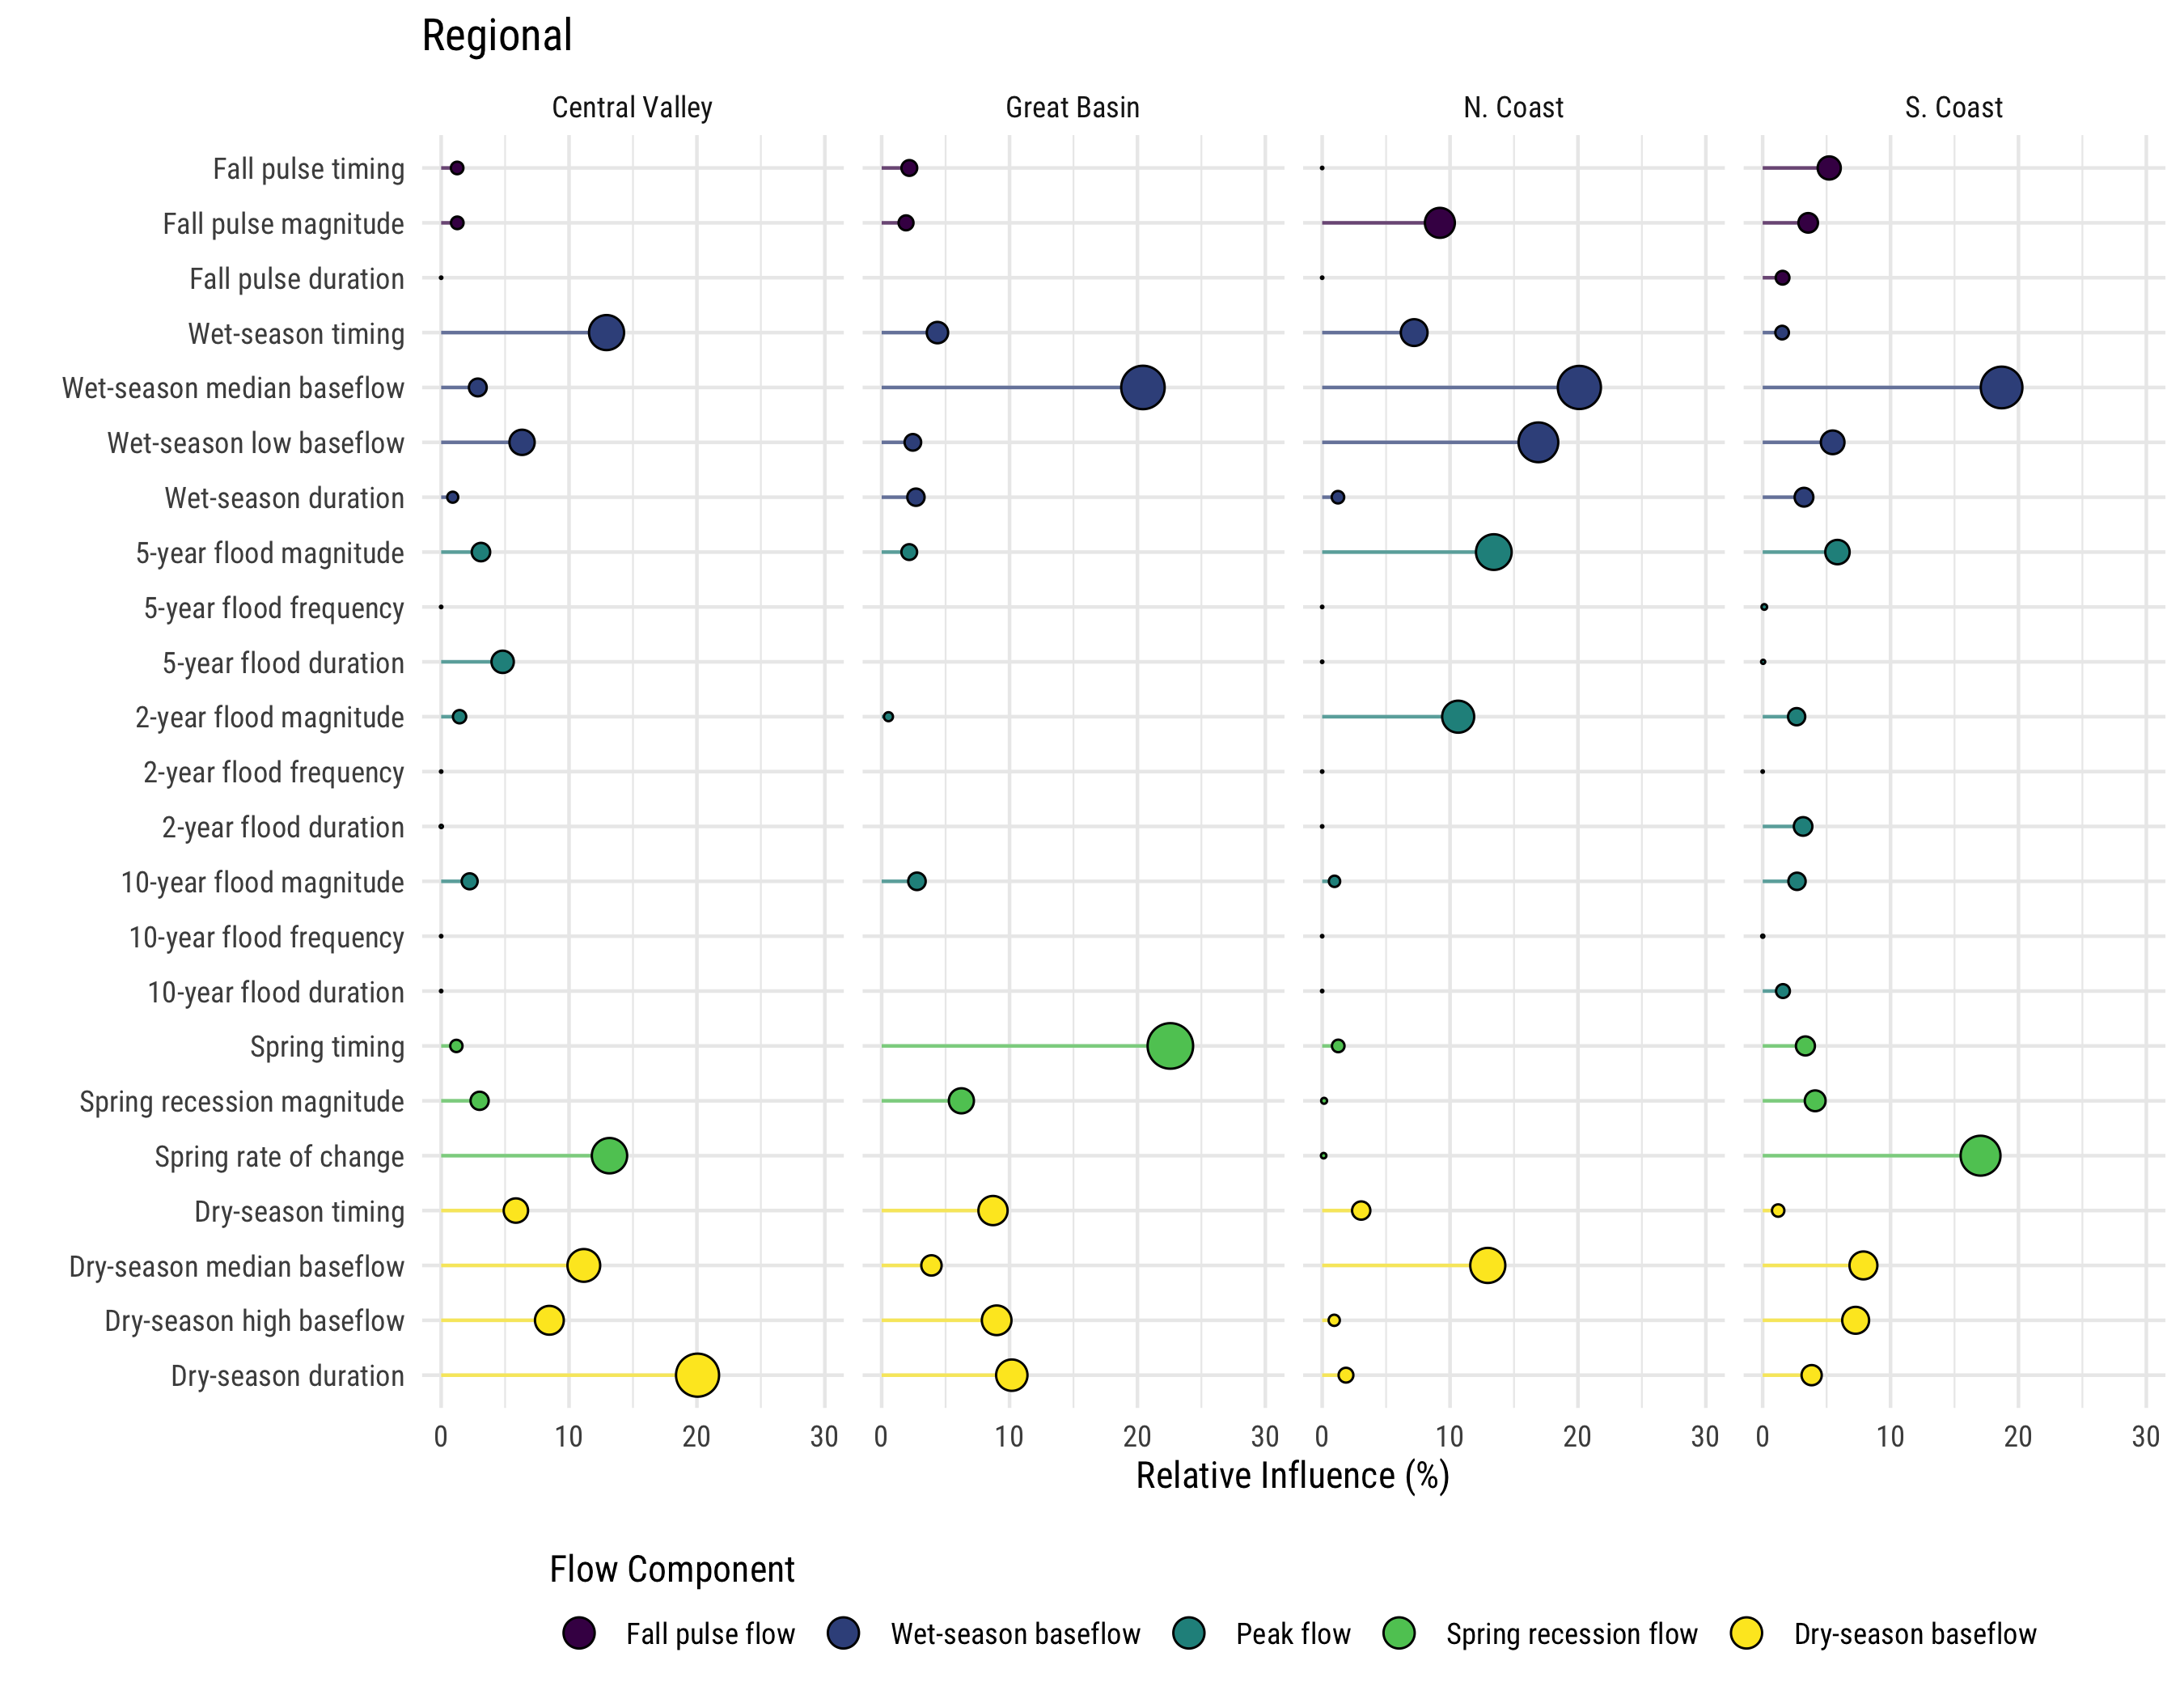 Regional
Central Valley Great Basin N. Coast S. Coast
Fall pulse timing
Fall pulse magnitude
Fall pulse duration
Wet-season timing
Wet-season median baseflow
Wet-season low baseflow
Wet-season duration
5-year flood magnitude
5-year flood frequency
5-year flood duration
2-year flood magnitude
2-year flood frequency
2-year flood duration
10-year flood magnitude
10-year flood frequency
10-year flood duration
Spring timing
Spring recession magnitude
Spring rate of change
Dry-season timing
Dry-season median baseflow
Dry-season high baseflow
Dry-season duration
0 10 20 30 0 10 20 30 0 10 20 30 0 10 20 30
Relative Influence (%)
Flow Component
Fall pulse flow Wet-season baseflow Peak flow Spring recession flow Dry-season baseflow